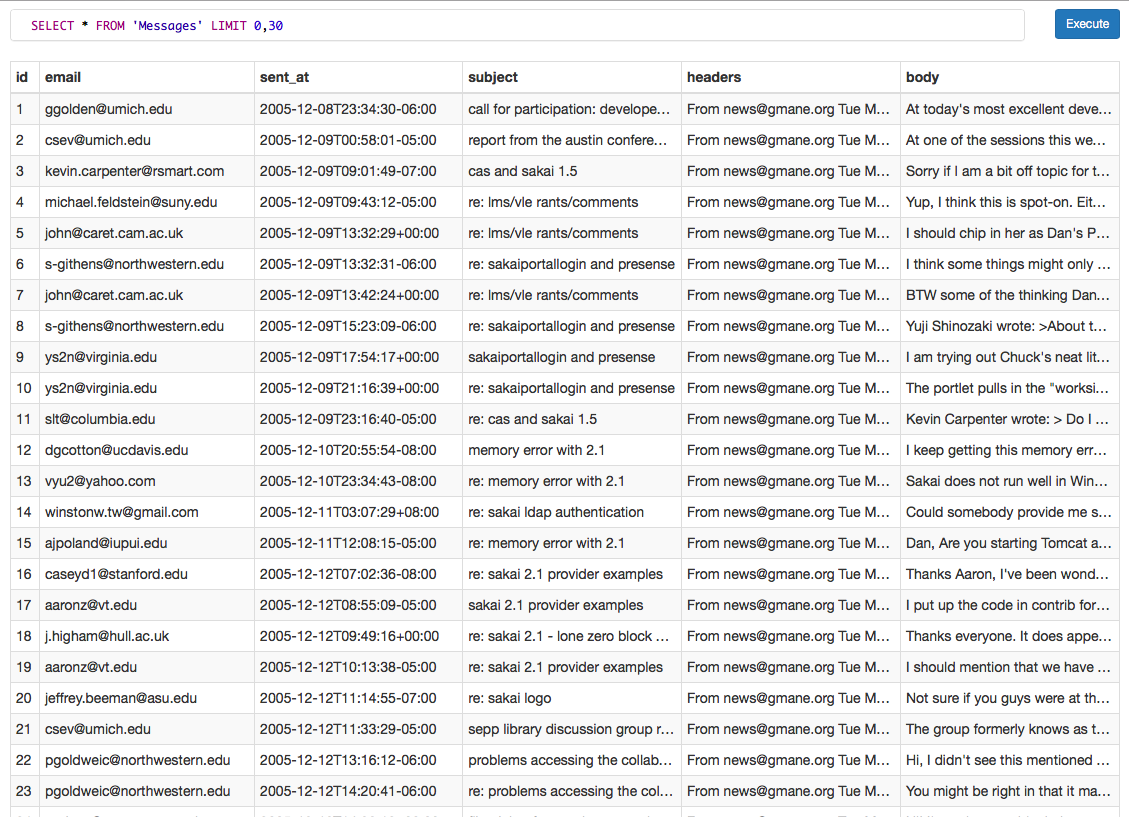 SELECT * FROM 'Messages' LIMIT 0,30 Execute
id email sent_at subject headers body
1 ggolden@umich.edu 2005-12-08T23:34:30-06:00 call for participation: develope… From news@gmane.org Tue M… At today's most excellent deve…
2 csev@umich.edu 2005-12-09T00:58:01-05:00 report from the austin confere… From news@gmane.org Tue M… At one of the sessions this we…
3 kevin.carpenter@rsmart.com 2005-12-09T09:01:49-07:00 cas and sakai 1.5 From news@gmane.org Tue M… Sorry if I am a bit off topic for t…
4 michael.feldstein@suny.edu 2005-12-09T09:43:12-05:00 re: lms/vle rants/comments From news@gmane.org Tue M… Yup, I think this is spot-on. Eit…
5 john@caret.cam.ac.uk 2005-12-09T13:32:29+00:00 re: lms/vle rants/comments From news@gmane.org Tue M… I should chip in her as Dan's P…
6 s-githens@northwestern.edu 2005-12-09T13:32:31-06:00 re: sakaiportallogin and presense From news@gmane.org Tue M… I think some things might only …
7 john@caret.cam.ac.uk 2005-12-09T13:42:24+00:00 re: lms/vle rants/comments From news@gmane.org Tue M… BTW some of the thinking Dan…
8 s-githens@northwestern.edu 2005-12-09T15:23:09-06:00 re: sakaiportallogin and presense From news@gmane.org Tue M… Yuji Shinozaki wrote: >About t…
9 ys2n@virginia.edu 2005-12-09T17:54:17+00:00 sakaiportallogin and presense From news@gmane.org Tue M… I am trying out Chuck's neat lit…
10 ys2n@virginia.edu 2005-12-09T21:16:39+00:00 re: sakaiportallogin and presense From news@gmane.org Tue M… The portlet pulls in the "worksi…
11 slt@columbia.edu 2005-12-09T23:16:40-05:00 re: cas and sakai 1.5 From news@gmane.org Tue M… Kevin Carpenter wrote: > Do I …
12 dgcotton@ucdavis.edu 2005-12-10T20:55:54-08:00 memory error with 2.1 From news@gmane.org Tue M… I keep getting this memory err…
13 vyu2@yahoo.com 2005-12-10T23:34:43-08:00 re: memory error with 2.1 From news@gmane.org Tue M… Sakai does not run well in Win…
14 winstonw.tw@gmail.com 2005-12-11T03:07:29+08:00 re: sakai ldap authentication From news@gmane.org Tue M… Could somebody provide me s…
15 ajpoland@iupui.edu 2005-12-11T12:08:15-05:00 re: memory error with 2.1 From news@gmane.org Tue M… Dan, Are you starting Tomcat a…
16 caseyd1@stanford.edu 2005-12-12T07:02:36-08:00 re: sakai 2.1 provider examples From news@gmane.org Tue M… Thanks Aaron, I've been wond…
17 aaronz@vt.edu 2005-12-12T08:55:09-05:00 sakai 2.1 provider examples From news@gmane.org Tue M… I put up the code in contrib for…
18 j.higham@hull.ac.uk 2005-12-12T09:49:16+00:00 re: sakai 2.1 - lone zero block … From news@gmane.org Tue M… Thanks everyone. It does appe…
19 aaronz@vt.edu 2005-12-12T10:13:38-05:00 re: sakai 2.1 provider examples From news@gmane.org Tue M… I should mention that we have …
20 jeffrey.beeman@asu.edu 2005-12-12T11:14:55-07:00 re: sakai logo From news@gmane.org Tue M… Not sure if you guys were at th…
21 csev@umich.edu 2005-12-12T11:33:29-05:00 sepp library discussion group r… From news@gmane.org Tue M… The group formerly knows as t…
22 pgoldweic@northwestern.edu 2005-12-12T13:16:12-06:00 problems accessing the collab… From news@gmane.org Tue M… Hi, I didn't see this mentioned …
23 pgoldweic@northwestern.edu 2005-12-12T14:20:41-06:00 re: problems accessing the col… From news@gmane.org Tue M… You might be right in that it ma…